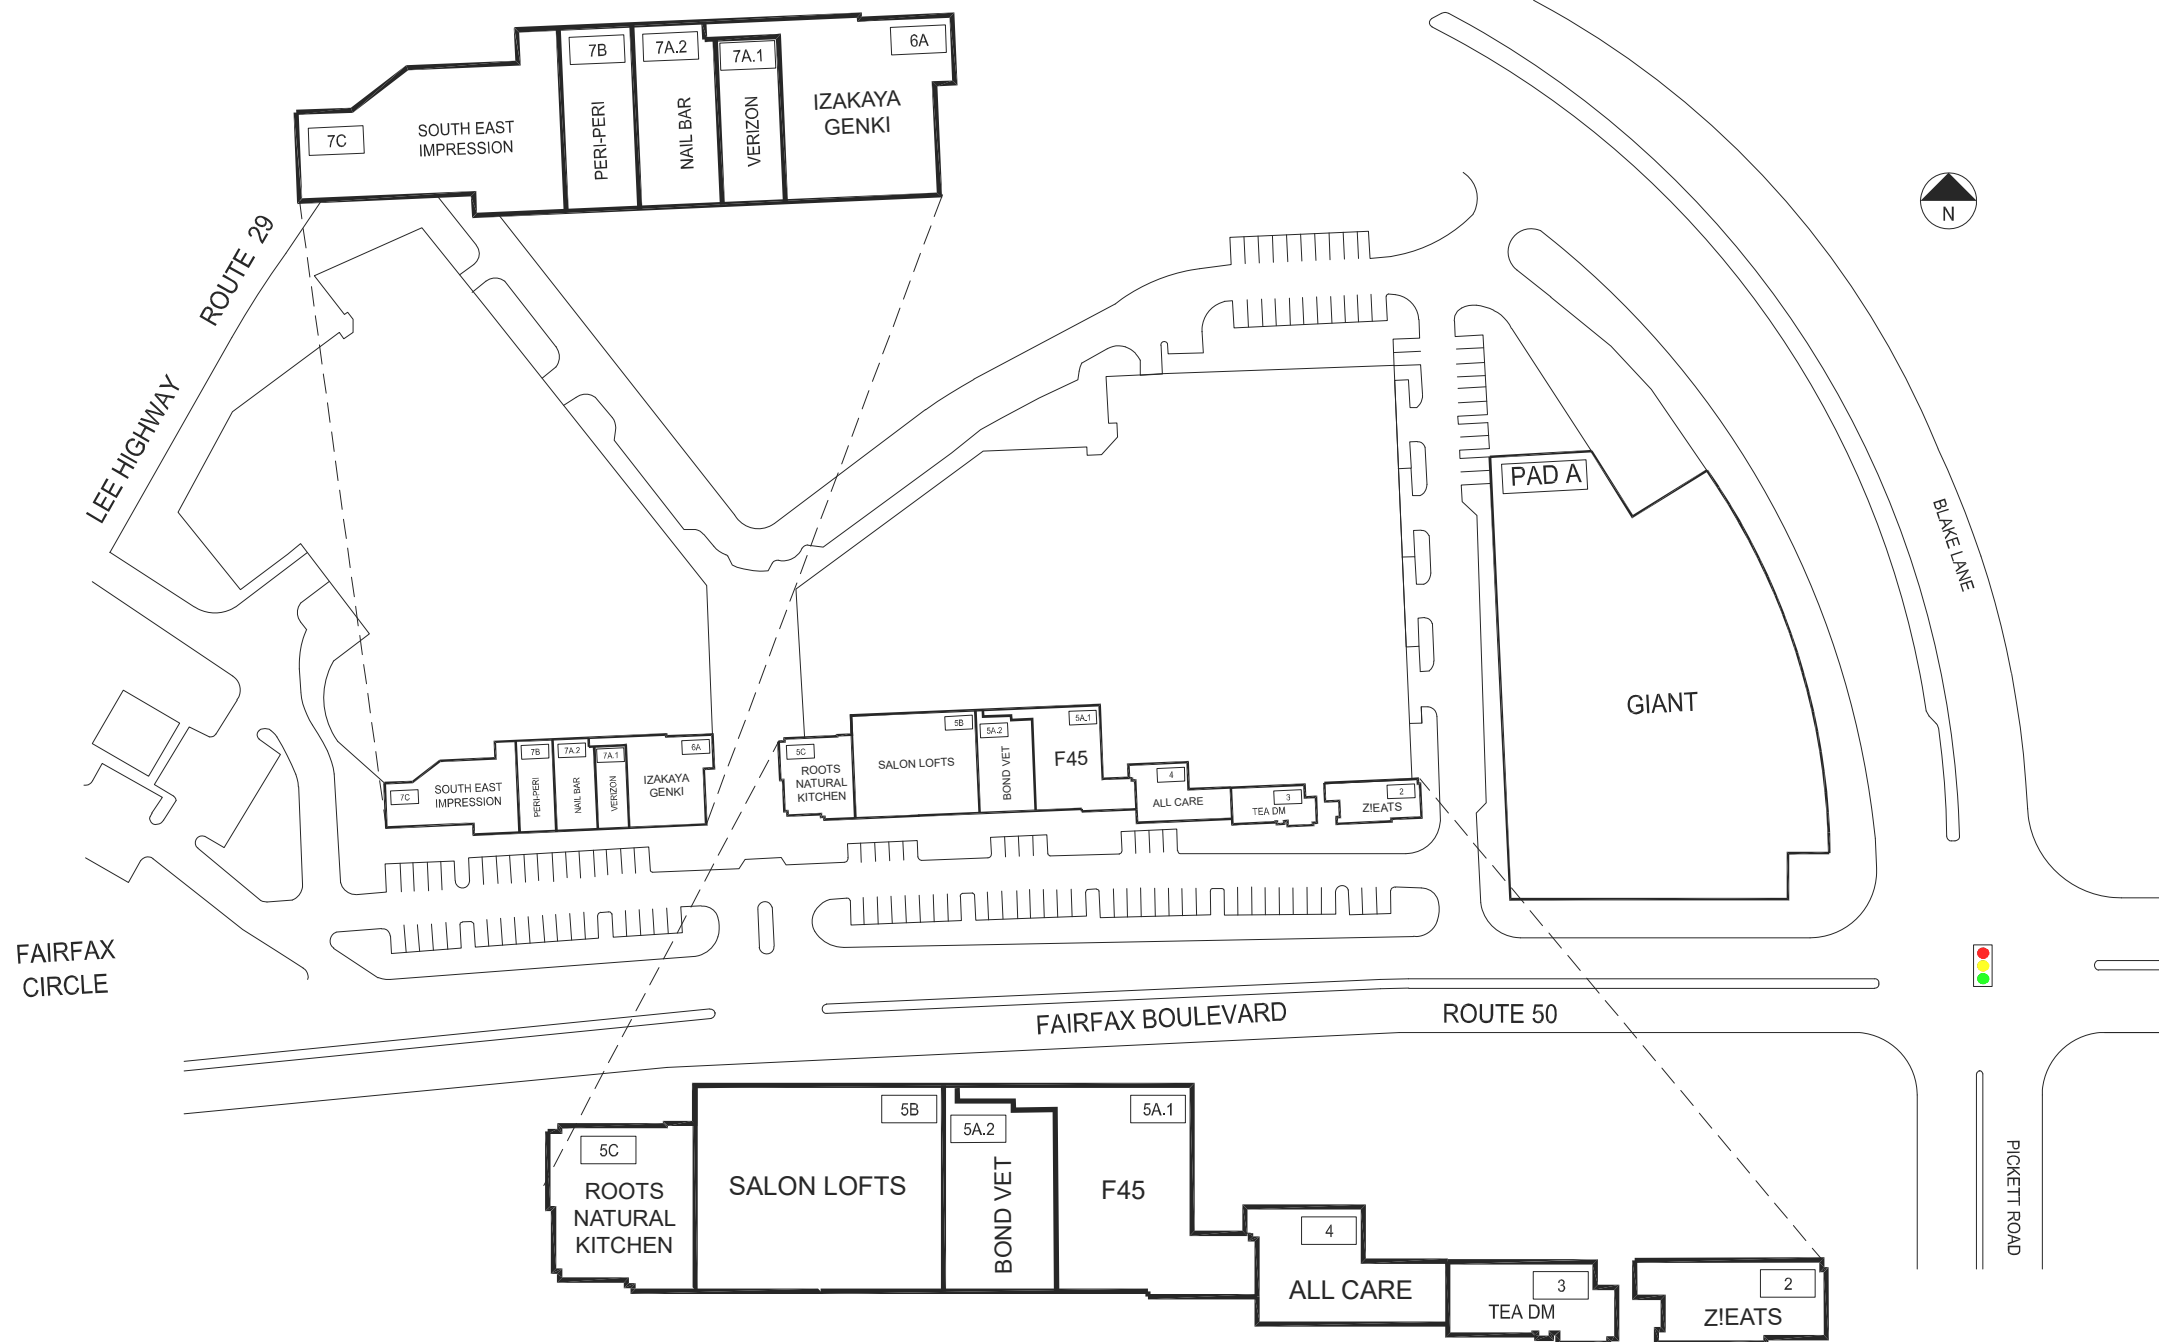 7B
7A.2
7A.1
6A
7C
SOUTH EAST
IMPRESSION
PERI-PERI
NAIL BAR
VERIZON
IZAKAYA
GENKI
N
LEE HIGHWAY
ROUTE 29
PAD A
GIANT
BLAKE LANE
7B
7A.2
7A.1
6A
7C
SOUTH EAST
IMPRESSION
PERI-PERI
NAIL BAR
VERIZON
IZAKAYA
GENKI
5C
ROOTS
NATURAL
KITCHEN
5B
SALON LOFTS
5A.2
BOND VET
5A.1
F45
4
ALL CARE
3
TEA DM
2
Z!EATS
FAIRFAX
CIRCLE
FAIRFAX BOULEVARD
ROUTE 50
PICKETT ROAD
5C
ROOTS
NATURAL
KITCHEN
5B
SALON LOFTS
5A.2
BOND VET
5A.1
F45
4
ALL CARE
3
TEA DM
2
Z!EATS